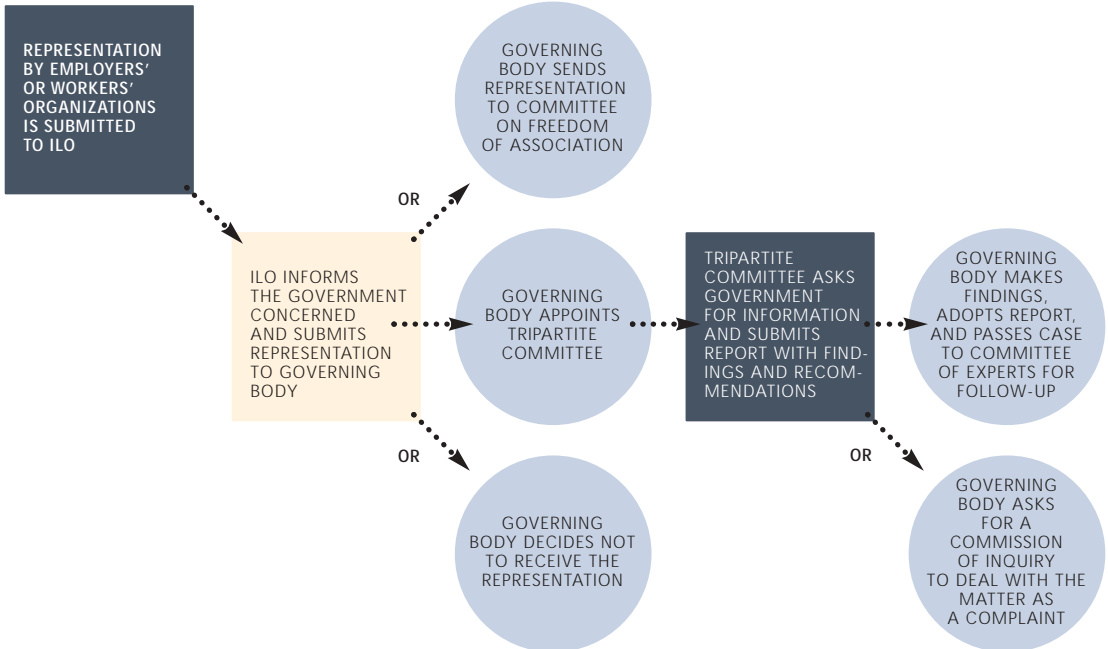 REPRESENTATION
BY EMPLOYERS’
OR WORKERS’
ORGANIZATIONS
IS SUBMITTED
TO ILO
OR
GOVERNING
BODY SENDS
REPRESENTATION
TO COMMITTEE
ON FREEDOM
OF ASSOCIATION
ILO INFORMS
THE GOVERNMENT
CONCERNED
AND SUBMITS
REPRESENTATION
TO GOVERNING
BODY
GOVERNING
BODY APPOINTS
TRIPARTITE
COMMITTEE
TRIPARTITE
COMMITTEE ASKS
GOVERNMENT
FOR INFORMATION
AND SUBMITS
REPORT WITH FIND-
INGS AND RECOM-
MENDATIONS
GOVERNING
BODY MAKES
FINDINGS,
ADOPTS REPORT,
AND PASSES CASE
TO COMMITTEE
OF EXPERTS FOR
FOLLOW-UP
OR
GOVERNING
BODY DECIDES NOT
TO RECEIVE THE
REPRESENTATION
OR
GOVERNING
BODY ASKS
FOR A
COMMISSION
OF INQUIRY
TO DEAL WITH THE
MATTER AS
A COMPLAINT